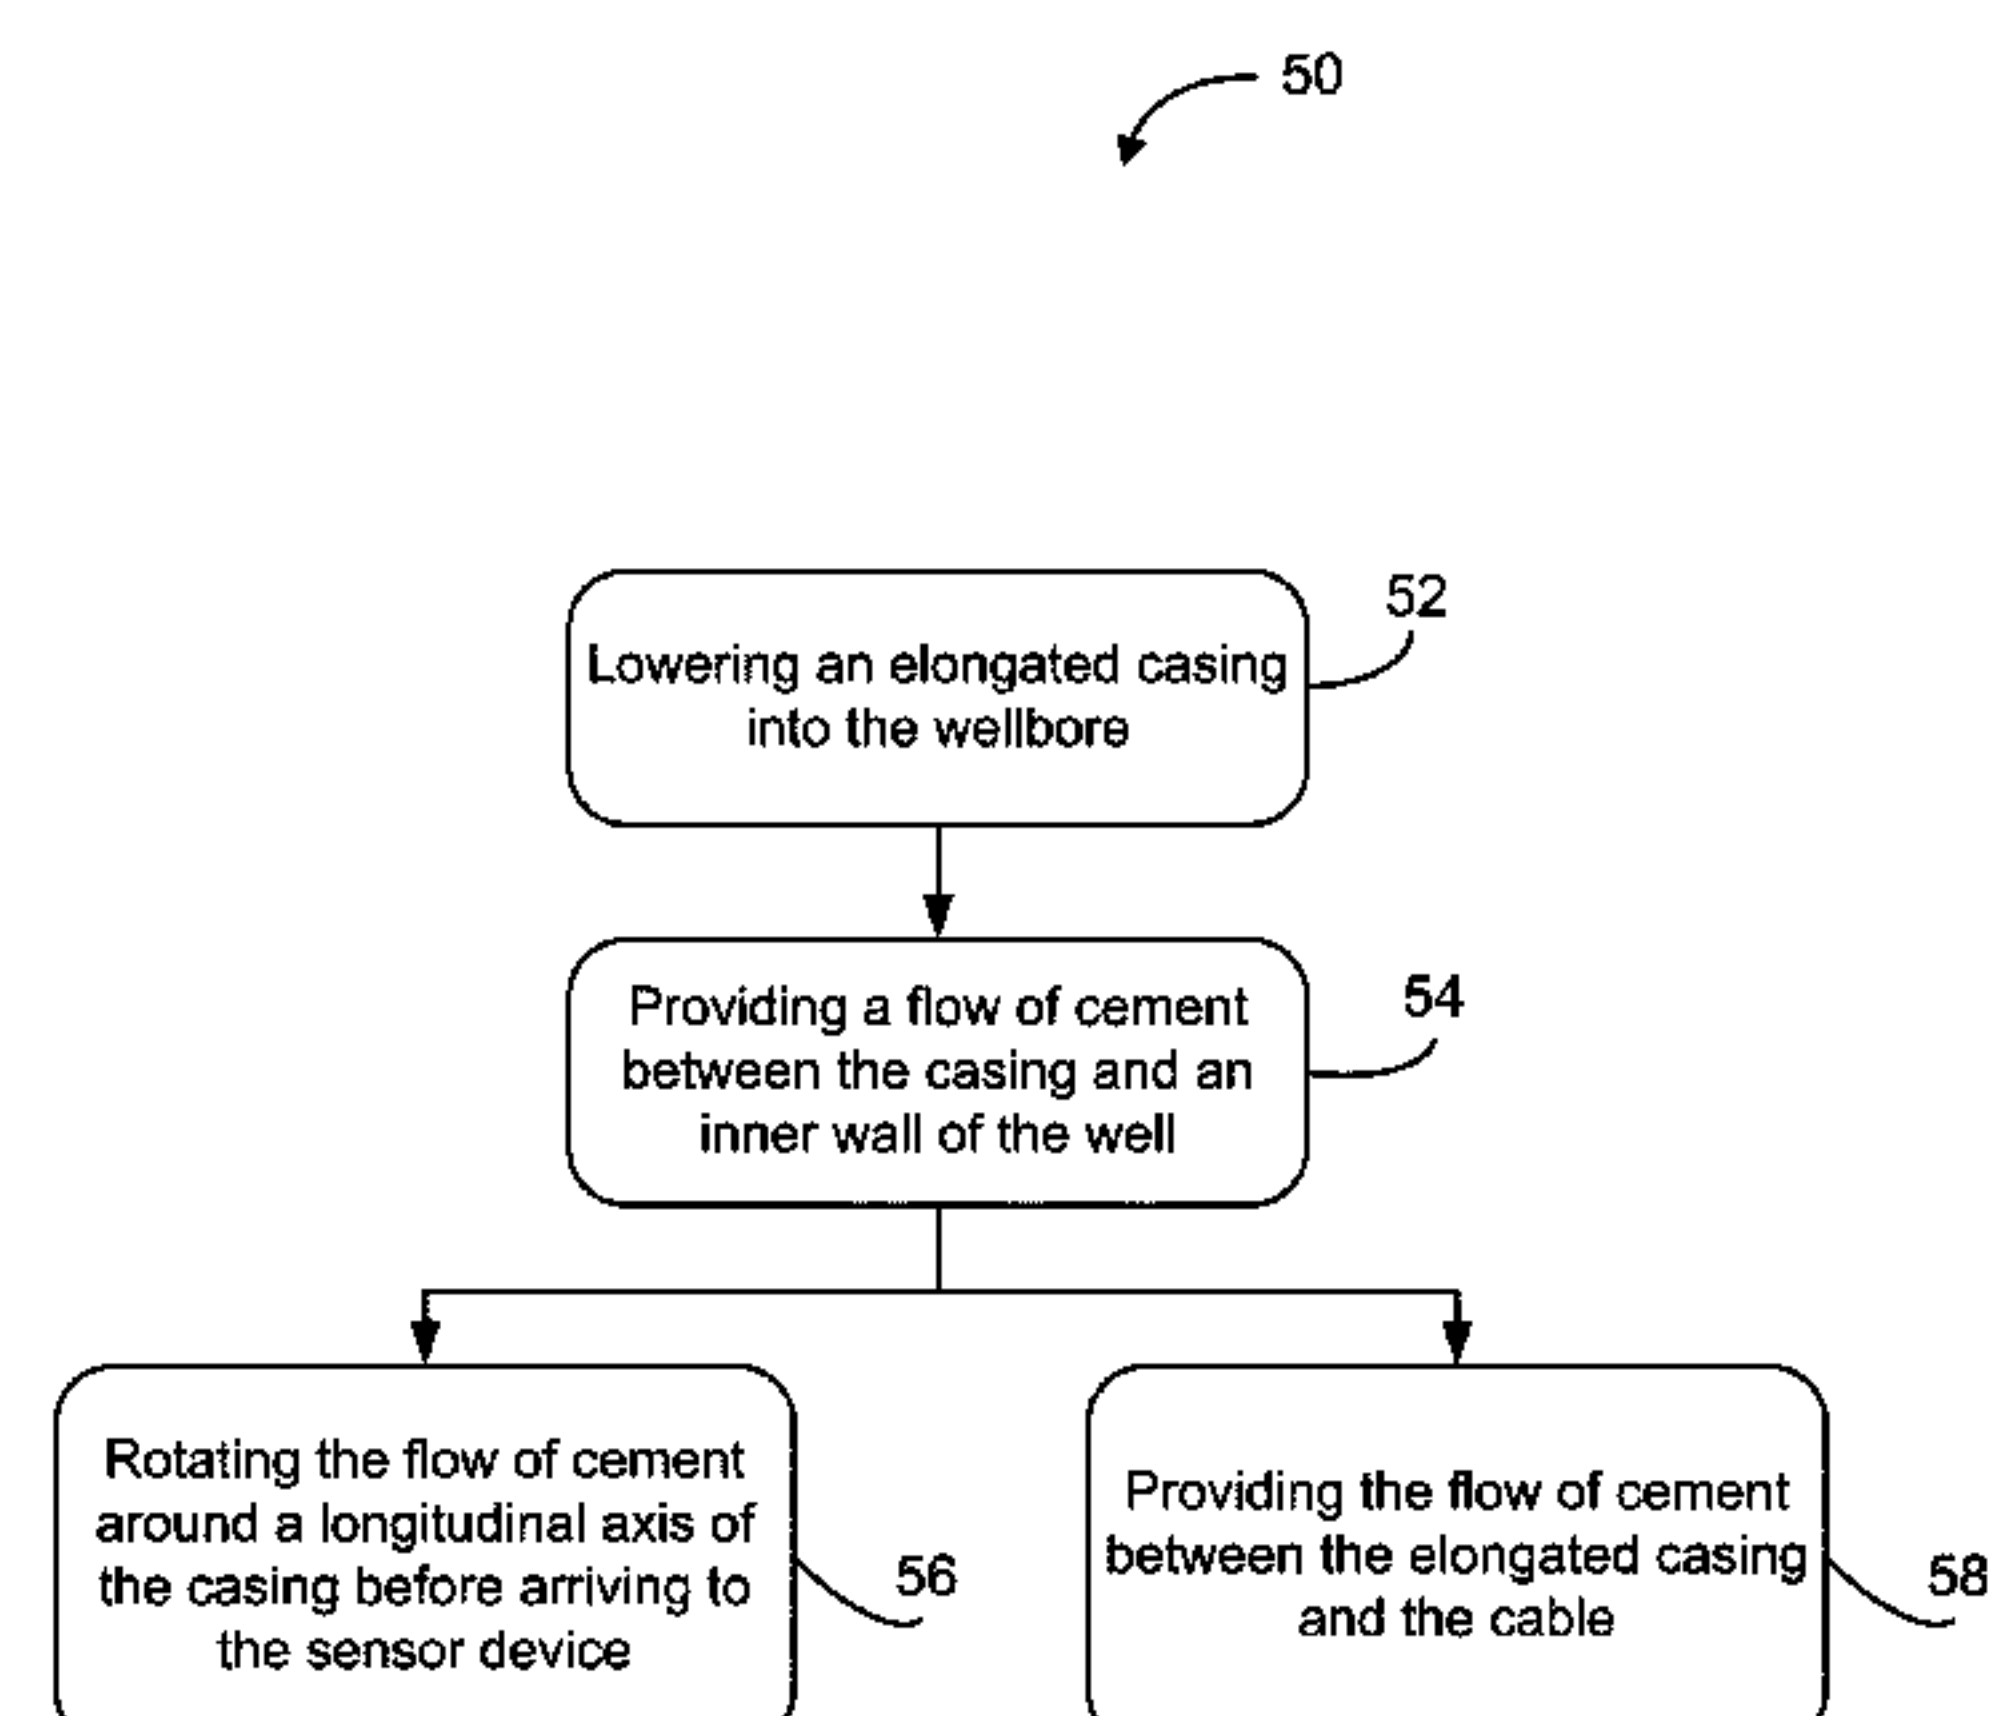 50
Lowering an elongated casing
into the wellbore
52
Providing a flow of cement
between the casing and an
inner wall of the well
54
Rotating the flow of cement
around a longitudinal axis of
the casing before arriving to
the sensor device
56
Providing the flow of cement
between the elongated casing
and the cable
58